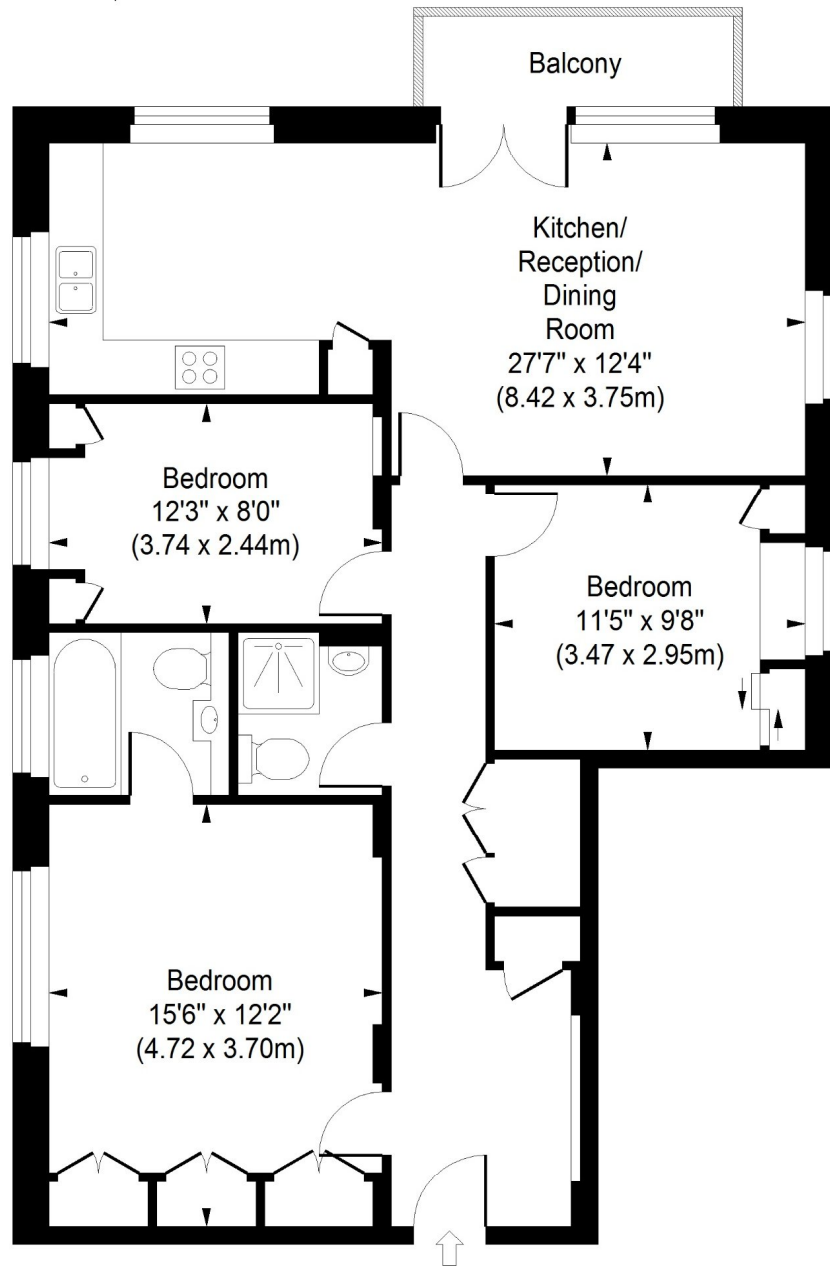 Balcony
Kitchen/
Reception/
Dining
Room
27'7" x 12'4"
(8.42 x 3.75m)
Bedroom
12'3" x 8'0"
(3.74 x 2.44m)
Bedroom
11'5" x 9'8"
(3.47 x 2.95m)
Bedroom
15'6" x 12'2"
(4.72 x 3.70m)